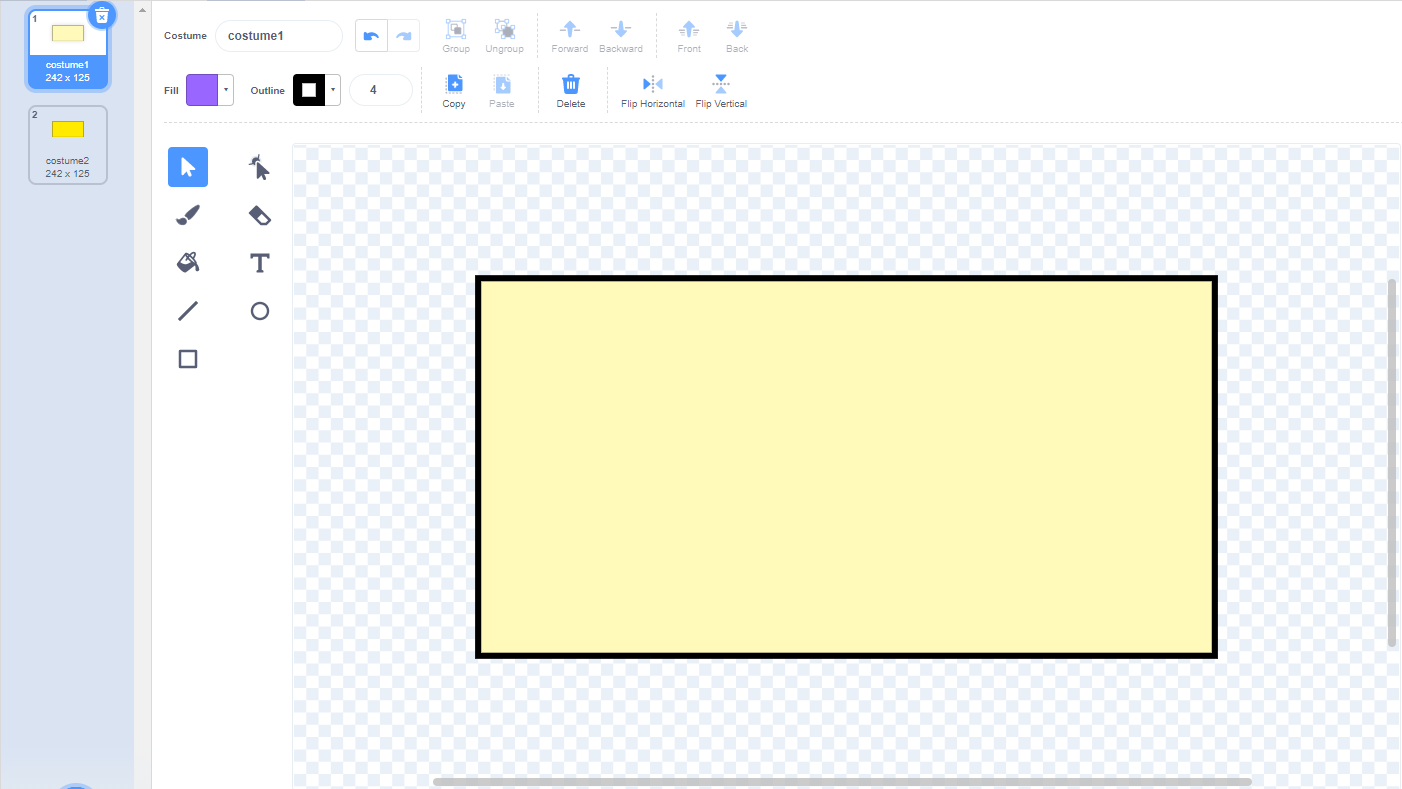 1
costume1
242 x 125
2
costume2
242 x 125
Costume costume1
Group Ungroup Forward Backward Front Back
Fill Outline 4
Copy Paste Delete Flip Horizontal Flip Vertical
T